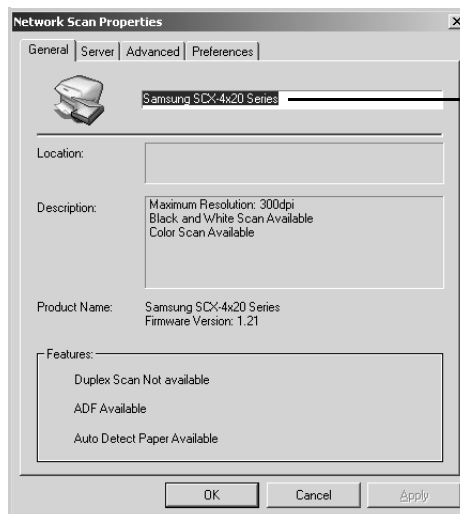 Network Scan Properties
General Server Advanced Preferences
Samsung SCX-4x20 Series
Location:
Description:
Maximum Resolution: 300dpi
Black and White Scan Available
Color Scan Available
Product Name:
Samsung SCX-4x20 Series
Firmware Version: 1.21
Features:
Duplex Scan Not available
ADF Available
Auto Detect Paper Available
OK Cancel Apply